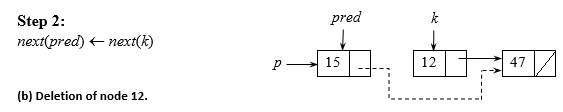 Step 2:
next(pred) ← next(k)
(b) Deletion of node 12.
pred k
p 15 12 47